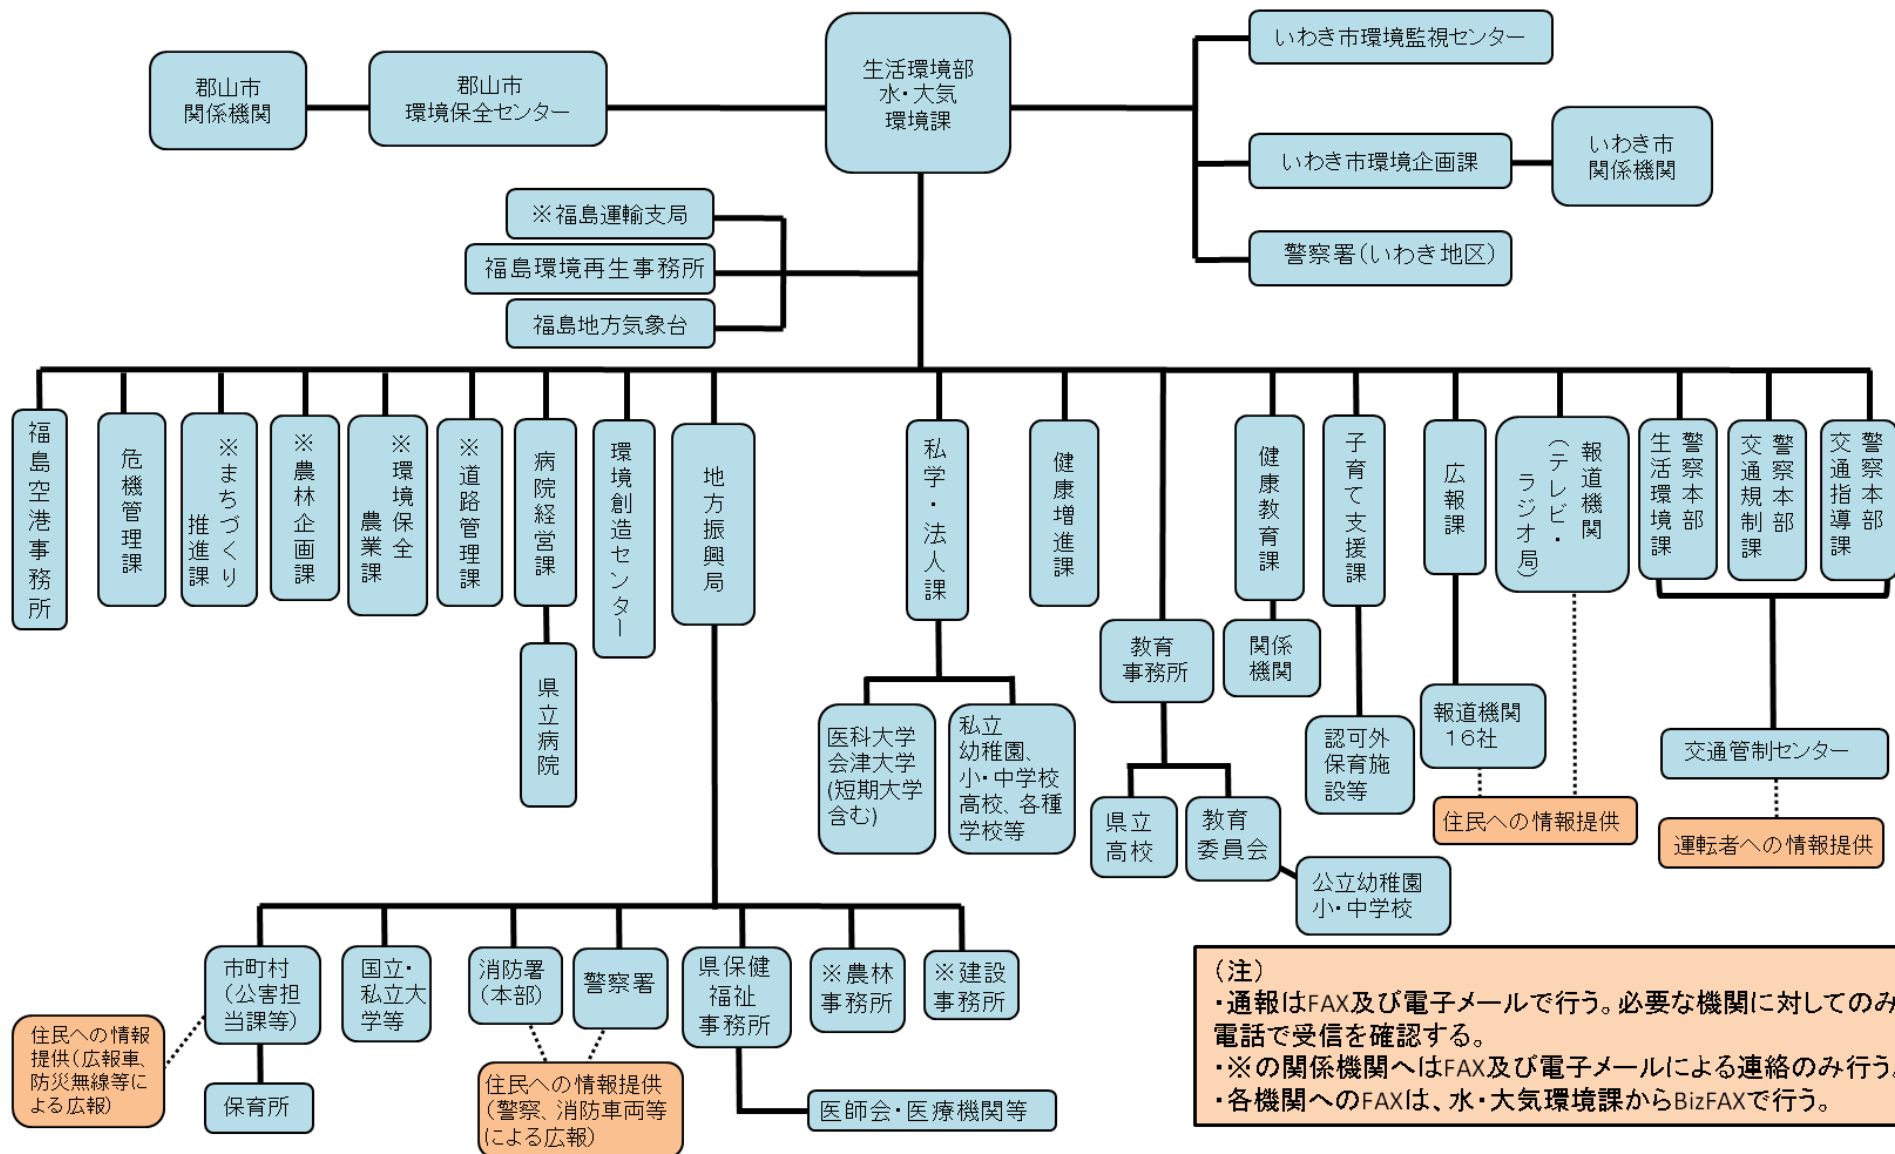 生活環境部
水・大気
環境課
郡山市
関係機関
郡山市
環境保全センター
いわき市環境監視センター
いわき市環境企画課
いわき市
関係機関
警察署(いわき地区)
※福島運輸支局
福島環境再生事務所
福島地方気象台
福島空港事務所
危機管理課
※まちづくり
推進課
※農林企画課
※環境保全
農業課
※道路管理課
病院経営課
環境創造センター
地方振興局
私学・法人課
健康増進課
健康教育課
子育て支援課
広報課
報道機関
(テレビ・
ラジオ局)
警察本部
生活環境課
警察本部
交通規制課
警察本部
交通指導課
県立病院
教育
事務所
関係
機関
医科大学
会津大学
(短期大学
含む)
私立
幼稚園、
小・中学校
高校、各種
学校等
認可外
保育施
設等
報道機関
16社
交通管制センター
県立
高校
教育
委員会
公立幼稚園
小・中学校
住民への情報提供
運転者への情報提供
市町村
(公害担
当課等)
国立・
私立大
学等
消防署
(本部)
警察署
県保健
福祉
事務所
※農林
事務所
※建設
事務所
住民への情報
提供(広報車、
防災無線等に
よる広報)
保育所
住民への情報提供
(警察、消防車両等
による広報)
医師会・医療機関等
(注)
・通報はFAX及び電子メールで行う。必要な機関に対してのみ
電話で受信を確認する。
・※の関係機関へはFAX及び電子メールによる連絡のみ行う。
・各機関へのFAXは、水・大気環境課からBizFAXで行う。